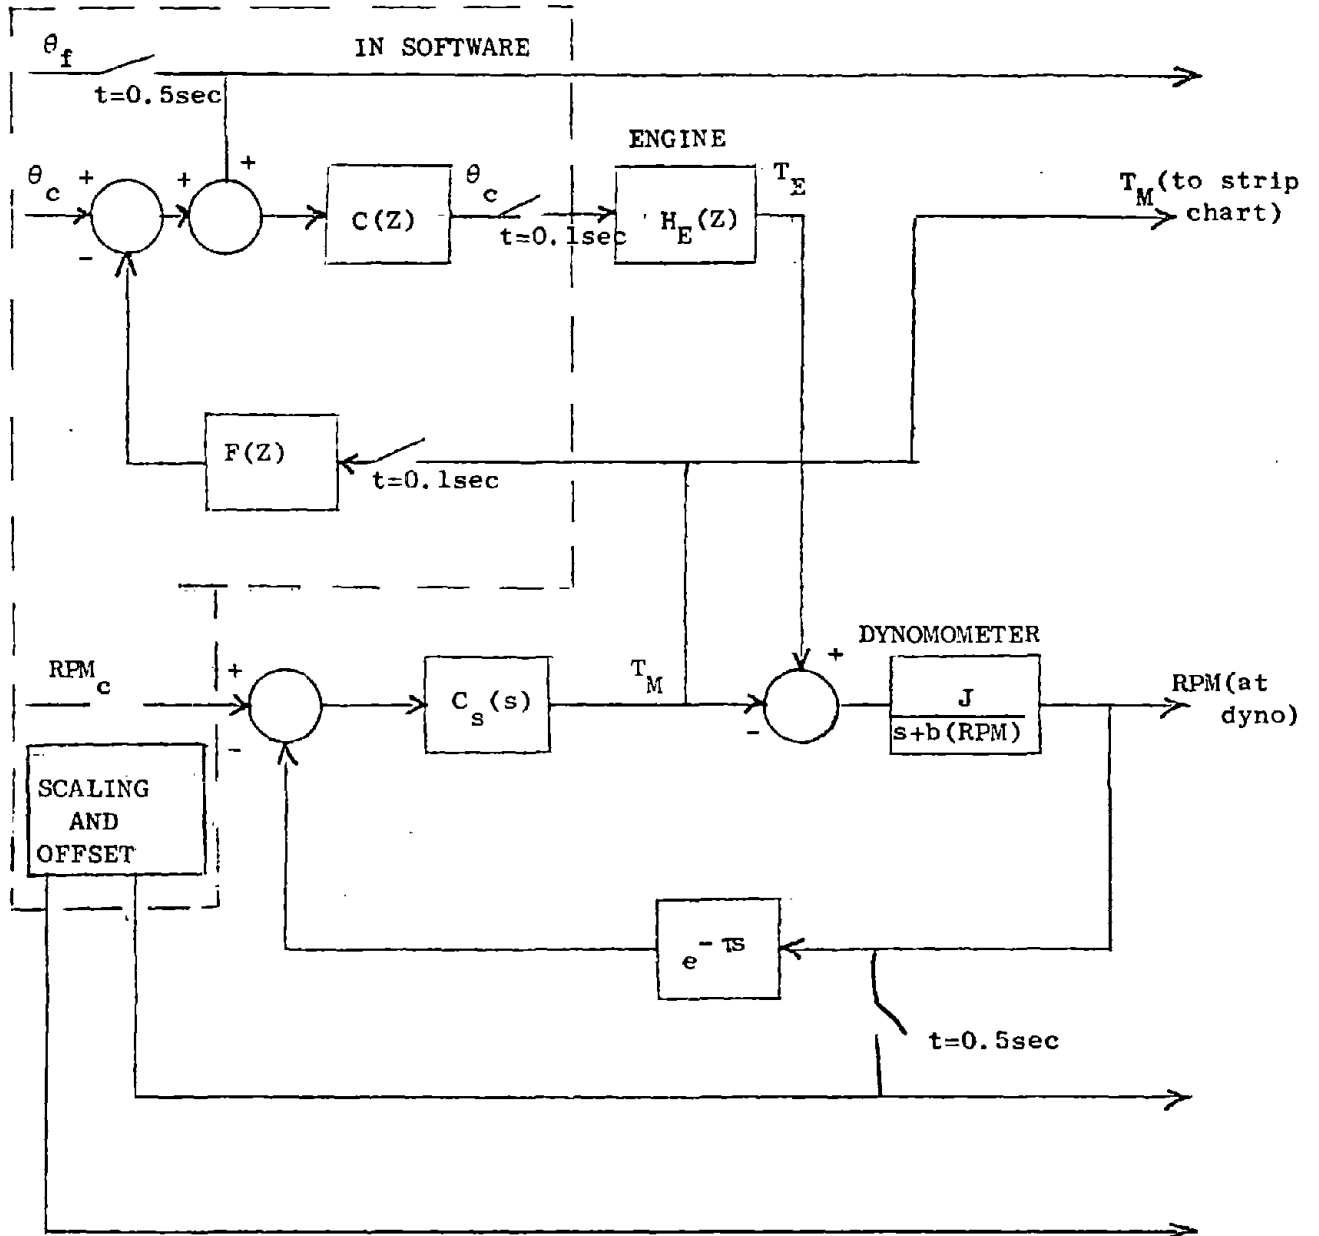 θf
IN SOFTWARE
t=0.5sec
ENGINE
θc
+
-
+
+
C(Z)
θc
t=0.1sec
HE(Z)
TE
TM(to strip
chart)
F(Z)
t=0.1sec
DYNOMOMETER
RPMc
+
-
Cs(s)
TM
+
-
J
s+b(RPM)
RPM(at
dyno)
SCALING
AND
OFFSET
e-TS
t=0.5sec